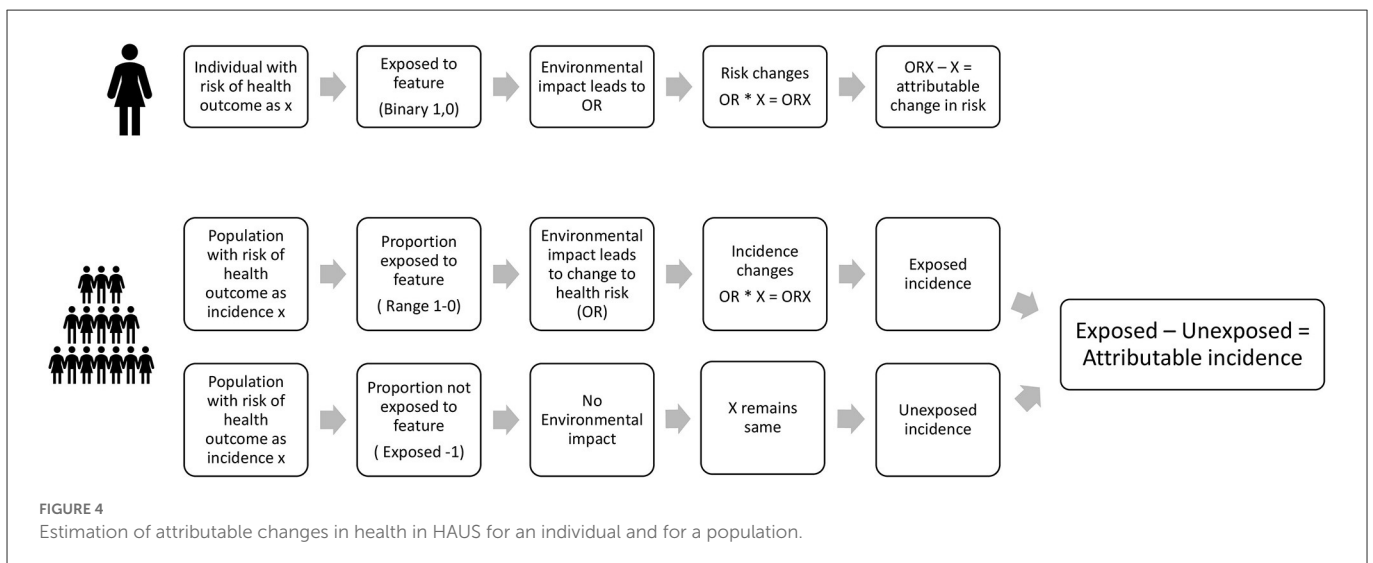 Individual with
risk of health
outcome as x
Exposed to
feature
(Binary 1,0)
Environmental
impact leads to
OR
Risk changes
OR * X = ORX
ORX – X =
attributable
change in risk
Population
with risk of
health
outcome as
incidence x
Proportion
exposed to
feature
( Range 1-0)
Environmental
impact leads
to change to
health risk
(OR)
Incidence
changes
OR * X = ORX
Exposed
incidence
Population
with risk of
health
outcome as
incidence x
Proportion not
exposed to
feature
( Exposed -1)
No
Environmental
impact
X remains
same
Unexposed
incidence
Exposed – Unexposed =
Attributable incidence
FIGURE 4
Estimation of attributable changes in health in HAUS for an individual and for a population.